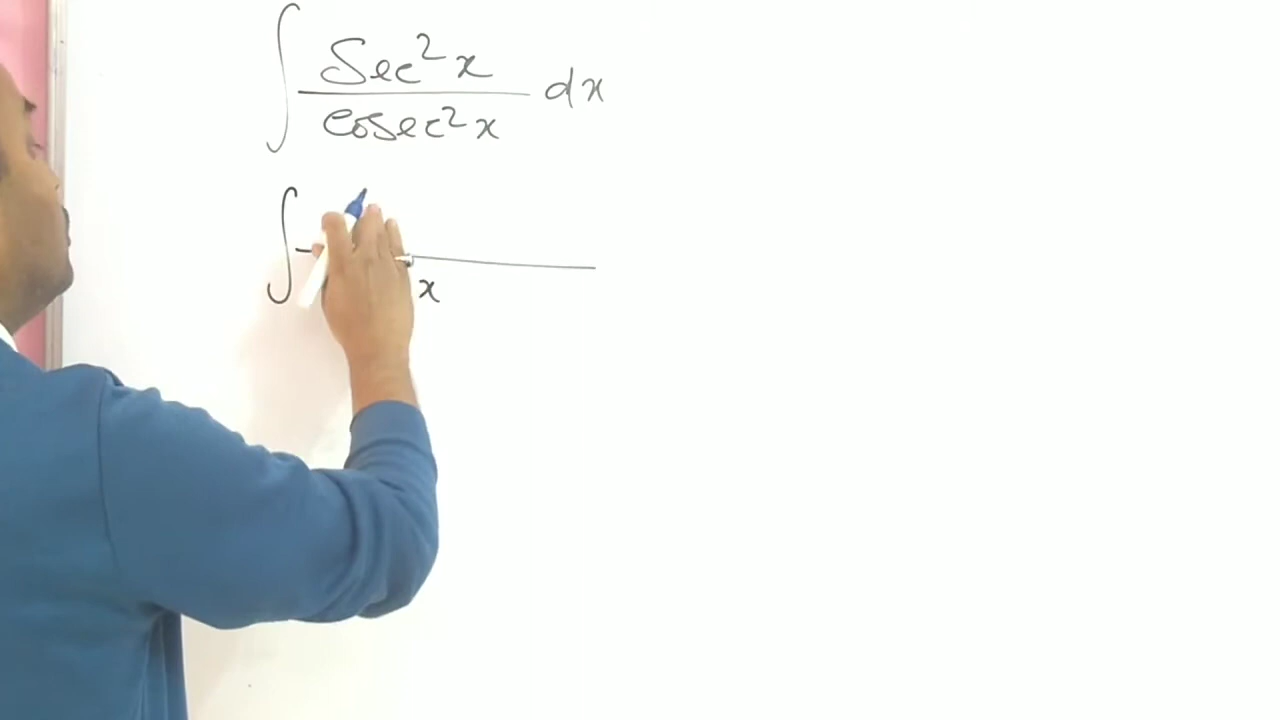 ∫ Sec²x / Cosec²x dx
∫ x